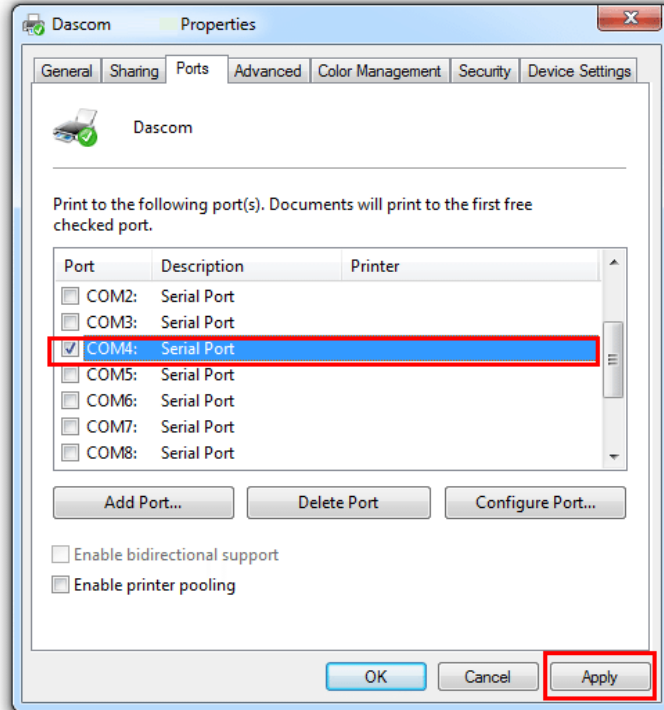 Dascom Properties
General Sharing Ports Advanced Color Management Security Device Settings
Dascom
Print to the following port(s). Documents will print to the first free
checked port.
Port Description Printer
COM2: Serial Port
COM3: Serial Port
COM4: Serial Port
COM5: Serial Port
COM6: Serial Port
COM7: Serial Port
COM8: Serial Port
Add Port... Delete Port Configure Port...
Enable bidirectional support
Enable printer pooling
OK Cancel Apply